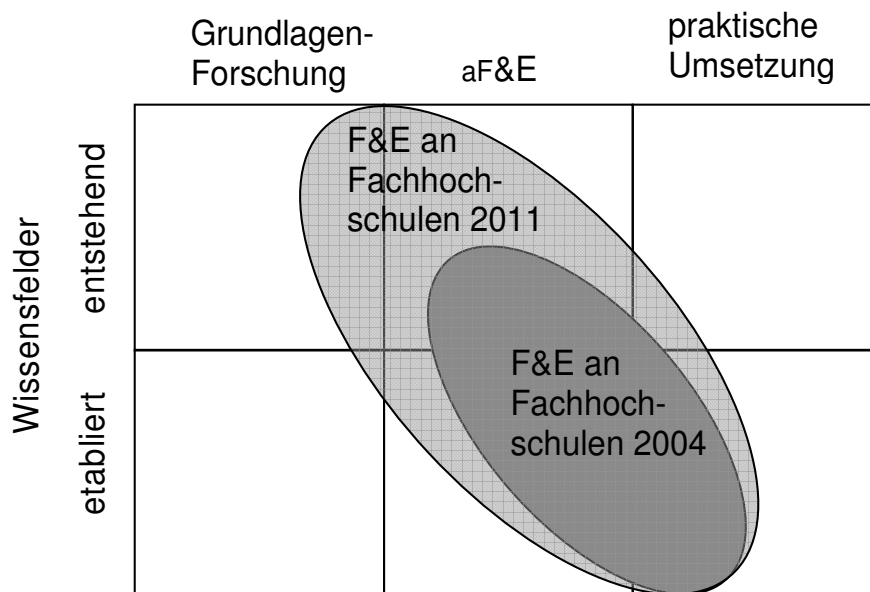 Grundlagen-
Forschung
aF&E
praktische
Umsetzung
Wissensfelder
entstehend
etabliert
F&E an
Fachhoch-
schulen 2011
F&E an
Fachhoch-
schulen 2004